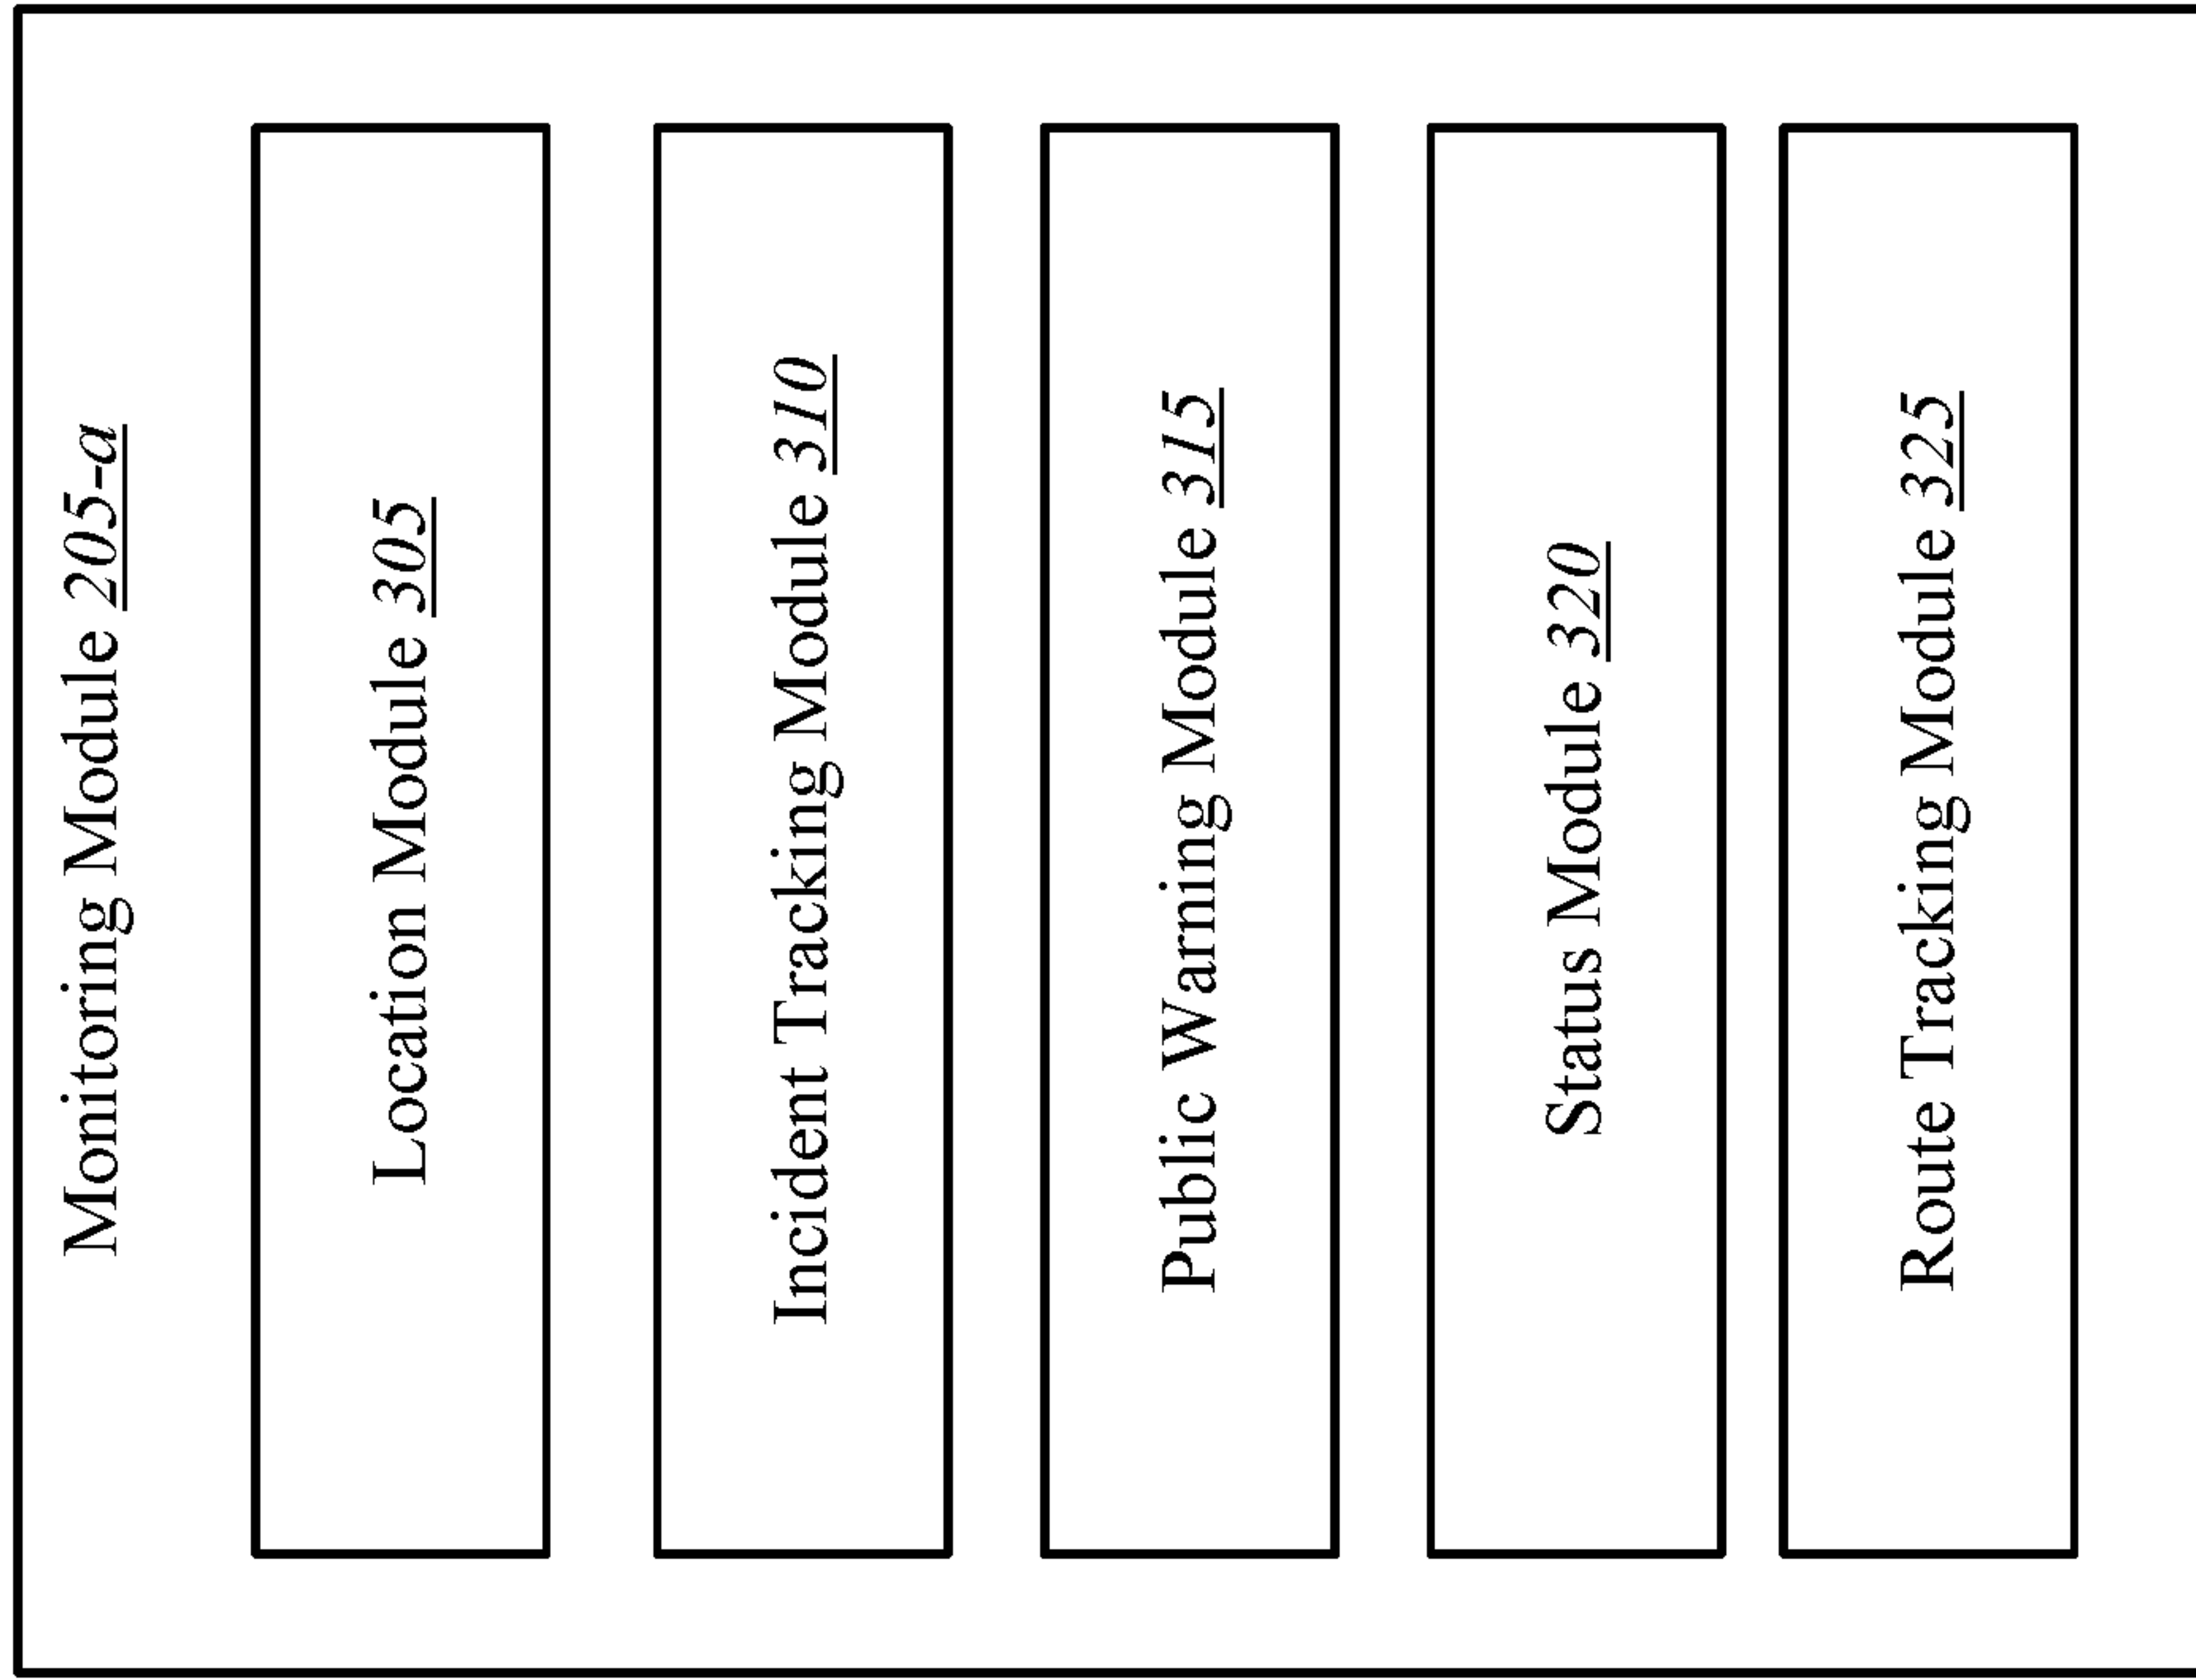 Monitoring Module 205-a
Location Module 305
Incident Tracking Module 310
Public Warning Module 315
Status Module 320
Route Tracking Module 325